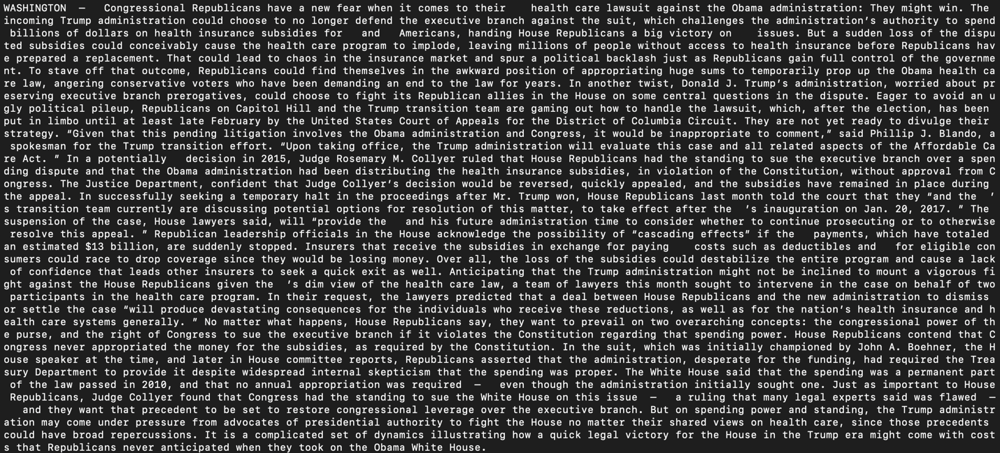 WASHINGTON  —   Congressional Republicans have a new fear when it comes to their    health care lawsuit against the Obama administration: They might win. The
incoming Trump administration could choose to no longer defend the executive branch against the suit, which challenges the administration’s authority to spend
 billions of dollars on health insurance subsidies for   and   Americans, handing House Republicans a big victory on    issues. But a sudden loss of the dispu
ted subsidies could conceivably cause the health care program to implode, leaving millions of people without access to health insurance before Republicans hav
e prepared a replacement. That could lead to chaos in the insurance market and spur a political backlash just as Republicans gain full control of the governme
nt. To stave off that outcome, Republicans could find themselves in the awkward position of appropriating huge sums to temporarily prop up the Obama health ca
re law, angering conservative voters who have been demanding an end to the law for years. In another twist, Donald J. Trump’s administration, worried about pr
eserving executive branch prerogatives, could choose to fight its Republican allies in the House on some central questions in the dispute. Eager to avoid an u
gly political pileup, Republicans on Capitol Hill and the Trump transition team are gaming out how to handle the lawsuit, which, after the election, has been
put in limbo until at least late February by the United States Court of Appeals for the District of Columbia Circuit. They are not yet ready to divulge their
strategy. “Given that this pending litigation involves the Obama administration and Congress, it would be inappropriate to comment,” said Phillip J. Blando, a
 spokesman for the Trump transition effort. “Upon taking office, the Trump administration will evaluate this case and all related aspects of the Affordable Ca
re Act. ” In a potentially   decision in 2015, Judge Rosemary M. Collyer ruled that House Republicans had the standing to sue the executive branch over a spen
ding dispute and that the Obama administration had been distributing the health insurance subsidies, in violation of the Constitution, without approval from C
ongress. The Justice Department, confident that Judge Collyer’s decision would be reversed, quickly appealed, and the subsidies have remained in place during
the appeal. In successfully seeking a temporary halt in the proceedings after Mr. Trump won, House Republicans last month told the court that they “and the  ’
s transition team currently are discussing potential options for resolution of this matter, to take effect after the  ’s inauguration on Jan. 20, 2017. ” The
suspension of the case, House lawyers said, will “provide the   and his future administration time to consider whether to continue prosecuting or to otherwise
 resolve this appeal. ” Republican leadership officials in the House acknowledge the possibility of “cascading effects” if the   payments, which have totaled
an estimated $13 billion, are suddenly stopped. Insurers that receive the subsidies in exchange for paying    costs such as deductibles and   for eligible con
sumers could race to drop coverage since they would be losing money. Over all, the loss of the subsidies could destabilize the entire program and cause a lack
 of confidence that leads other insurers to seek a quick exit as well. Anticipating that the Trump administration might not be inclined to mount a vigorous fi
ght against the House Republicans given the  ’s dim view of the health care law, a team of lawyers this month sought to intervene in the case on behalf of two
 participants in the health care program. In their request, the lawyers predicted that a deal between House Republicans and the new administration to dismiss
or settle the case “will produce devastating consequences for the individuals who receive these reductions, as well as for the nation’s health insurance and h
ealth care systems generally. ” No matter what happens, House Republicans say, they want to prevail on two overarching concepts: the congressional power of th
e purse, and the right of Congress to sue the executive branch if it violates the Constitution regarding that spending power. House Republicans contend that C
ongress never appropriated the money for the subsidies, as required by the Constitution. In the suit, which was initially championed by John A. Boehner, the H
ouse speaker at the time, and later in House committee reports, Republicans asserted that the administration, desperate for the funding, had required the Trea
sury Department to provide it despite widespread internal skepticism that the spending was proper. The White House said that the spending was a permanent part
 of the law passed in 2010, and that no annual appropriation was required  —   even though the administration initially sought one. Just as important to House
 Republicans, Judge Collyer found that Congress had the standing to sue the White House on this issue  —   a ruling that many legal experts said was flawed  —
   and they want that precedent to be set to restore congressional leverage over the executive branch. But on spending power and standing, the Trump administr
ation may come under pressure from advocates of presidential authority to fight the House no matter their shared views on health care, since those precedents
could have broad repercussions. It is a complicated set of dynamics illustrating how a quick legal victory for the House in the Trump era might come with cost
s that Republicans never anticipated when they took on the Obama White House.